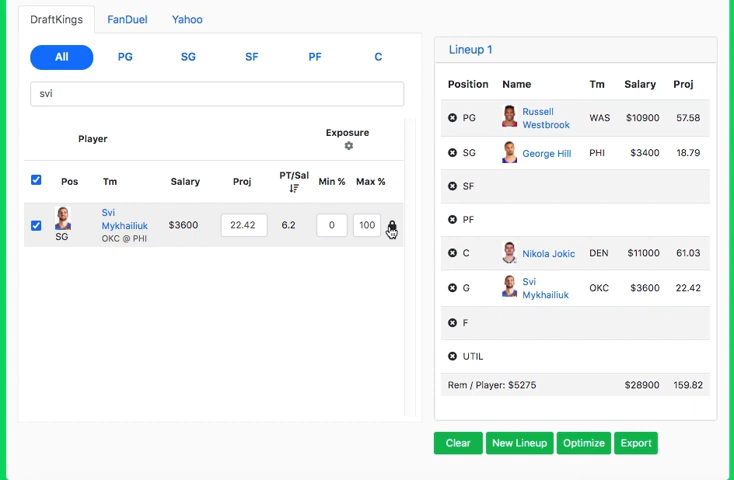 DraftKings FanDuel Yahoo
All PG SG SF PF C
svi
Player Exposure
Pos Tm Salary Proj PT/Sal Min % Max %
SG Svi Mykhailiuk OKC @ PHI $3600 22.42 6.2 0 100
Lineup 1
Position Name Tm Salary Proj
PG Russell Westbrook WAS $10900 57.58
SG George Hill PHI $3400 18.79
SF
PF
C Nikola Jokic DEN $11000 61.03
G Svi Mykhailiuk OKC $3600 22.42
F
UTIL
Rem / Player: $5275 $28900 159.82
Clear New Lineup Optimize Export